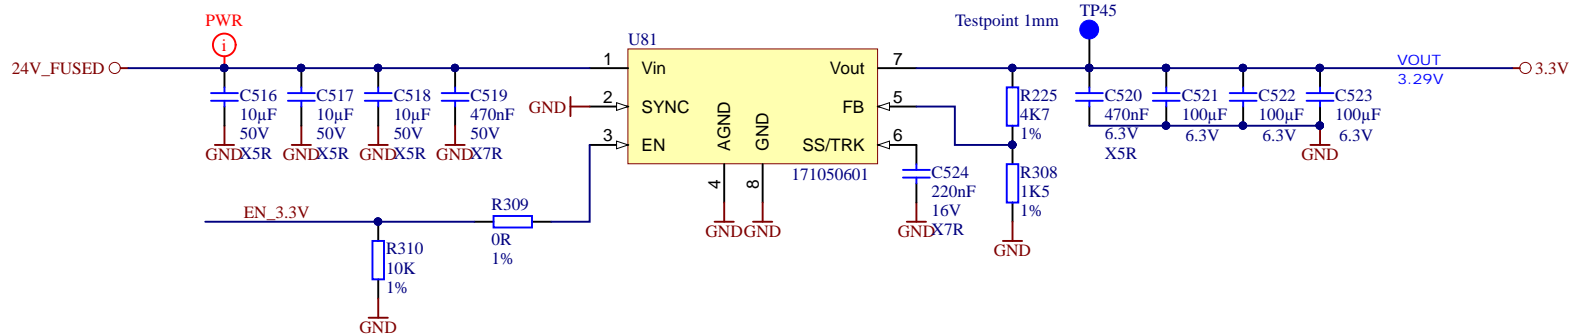 PWR
i
24V_FUSED
C516
10µF
50V
X5R
GND
C517
10µF
50V
X5R
GND
C518
10µF
50V
X5R
GND
C519
470nF
50V
X7R
GND
U81
1
Vin
GND
2
SYNC
3
EN
AGND
4
GND
8
Vout
7
FB
5
SS/TRK
6
171050601
GND
GND
EN_3.3V
R309
0R
1%
R310
10K
1%
GND
C524
220nF
16V
X7R
GND
R225
4K7
1%
R308
1K5
1%
GND
Testpoint 1mm
TP45
C520
470nF
6.3V
X5R
C521
100µF
6.3V
C522
100µF
6.3V
C523
100µF
6.3V
GND
VOUT
3.29V
3.3V